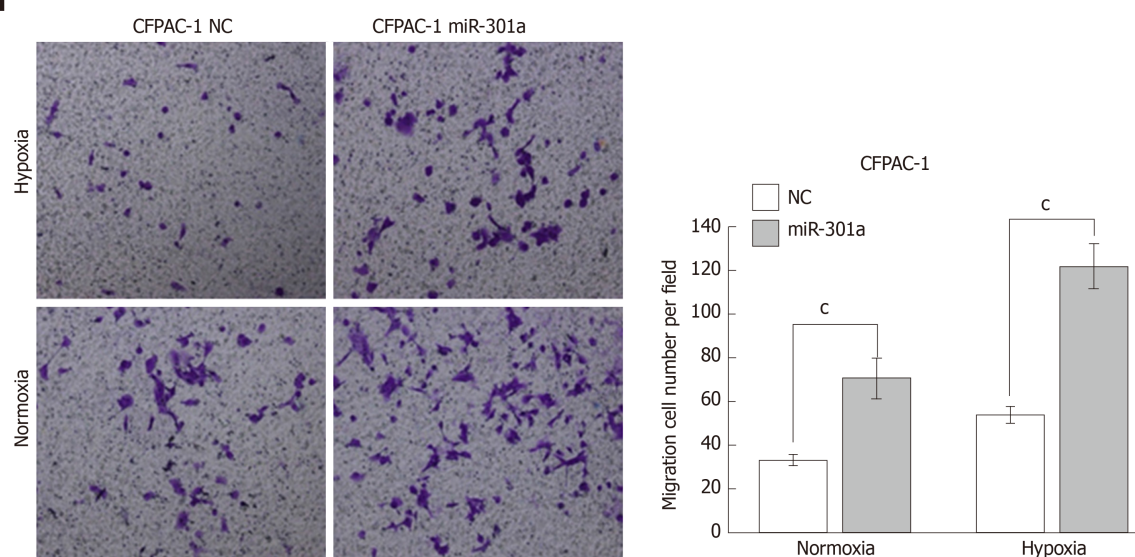 CFPAC-1 NC
CFPAC-1 miR-301a
Hypoxia
Normoxia
CFPAC-1
NC
miR-301a
Migration cell number per field
140
120
100
80
60
40
20
0
c
c
Normoxia
Hypoxia